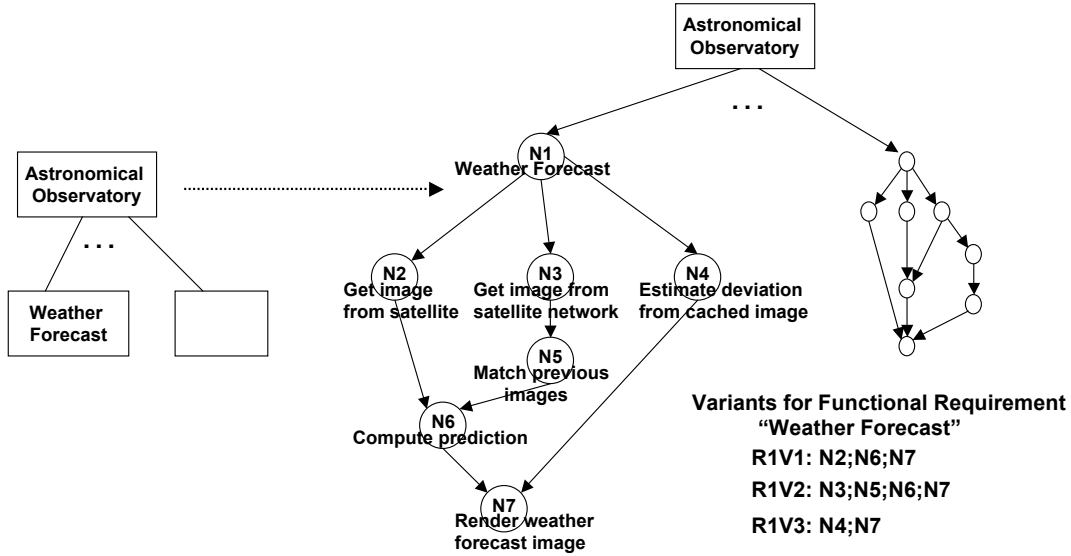 Astronomical
Observatory
. . .
Weather
Forecast
Astronomical
Observatory
. . .
N1
Weather Forecast
N2
Get image
from satellite
N3
Get image from
satellite network
N4
Estimate deviation
from cached image
N5
Match previous
images
N6
Compute prediction
N7
Render weather
forecast image
Variants for Functional Requirement
“Weather Forecast”
R1V1: N2;N6;N7
R1V2: N3;N5;N6;N7
R1V3: N4;N7